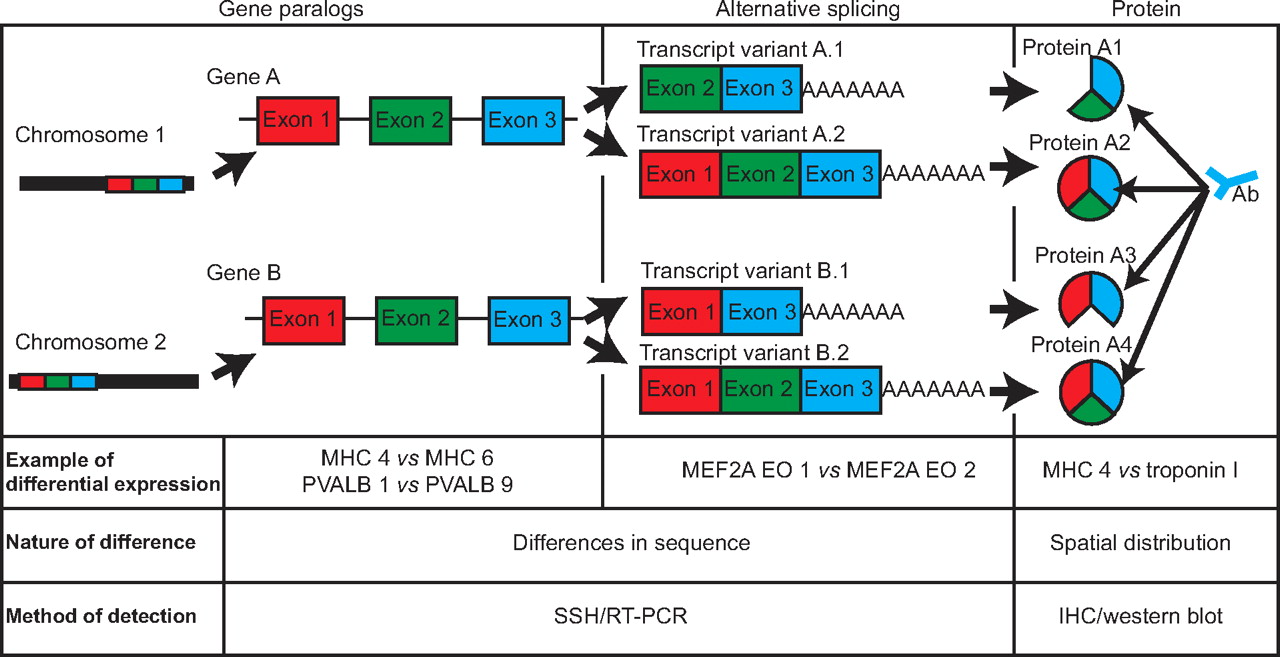 Gene paralogs
Alternative splicing
Protein
Chromosome 1
Gene A
Exon 1
Exon 2
Exon 3
Transcript variant A.1
Exon 2
Exon 3
AAAAAAA
Transcript variant A.2
Exon 1
Exon 2
Exon 3
AAAAAAA
Protein A1
Protein A2
Ab
Chromosome 2
Gene B
Exon 1
Exon 2
Exon 3
Transcript variant B.1
Exon 1
Exon 3
AAAAAAA
Transcript variant B.2
Exon 1
Exon 2
Exon 3
AAAAAAA
Protein A3
Protein A4
Example of
differential expression
MHC 4 vs MHC 6
PVALB 1 vs PVALB 9
MEF2A EO 1 vs MEF2A EO 2
MHC 4 vs troponin I
Nature of difference
Differences in sequence
Spatial distribution
Method of detection
SSH/RT-PCR
IHC/western blot